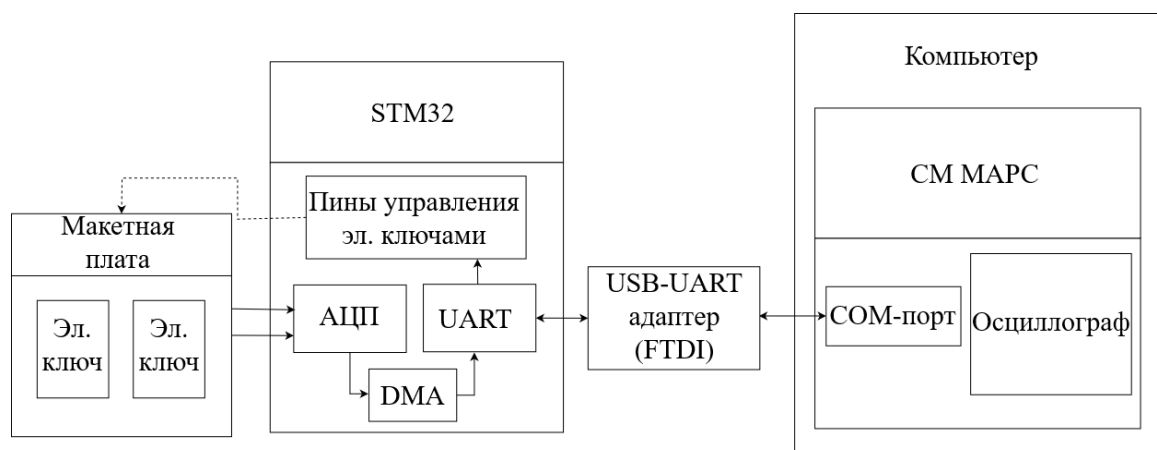 Компьютер
STM32
СМ МАРС
Пины управления
эл. ключами
Макетная
плата
Эл.
ключ
Эл.
ключ
АЦП
UART
DMA
USB-UART
адаптер
(FTDI)
COM-порт
Осциллограф